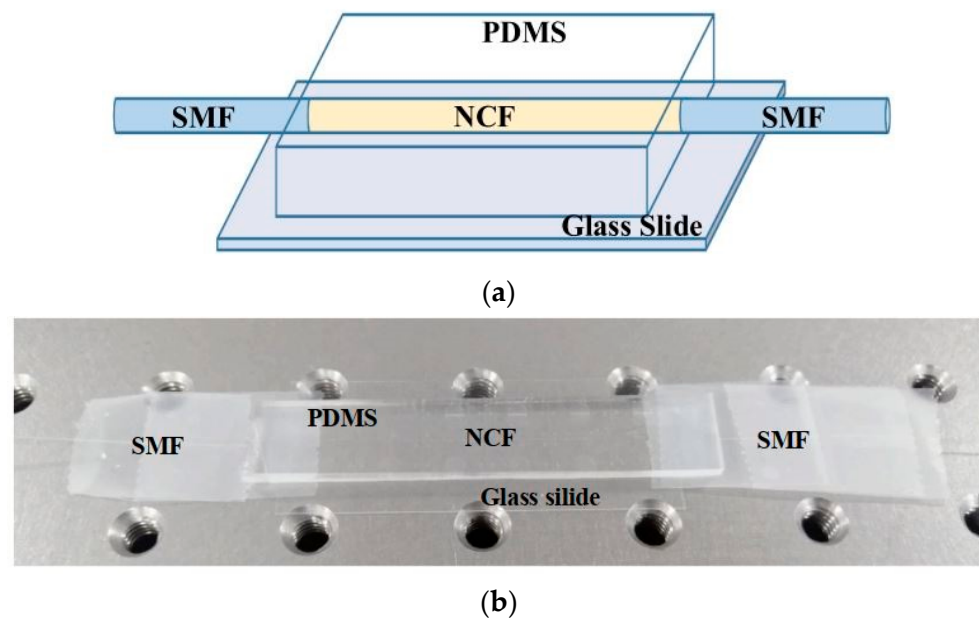 PDMS
SMF NCF SMF
Glass Slide
(a)
PDMS
SMF NCF SMF
Glass silide
(b)